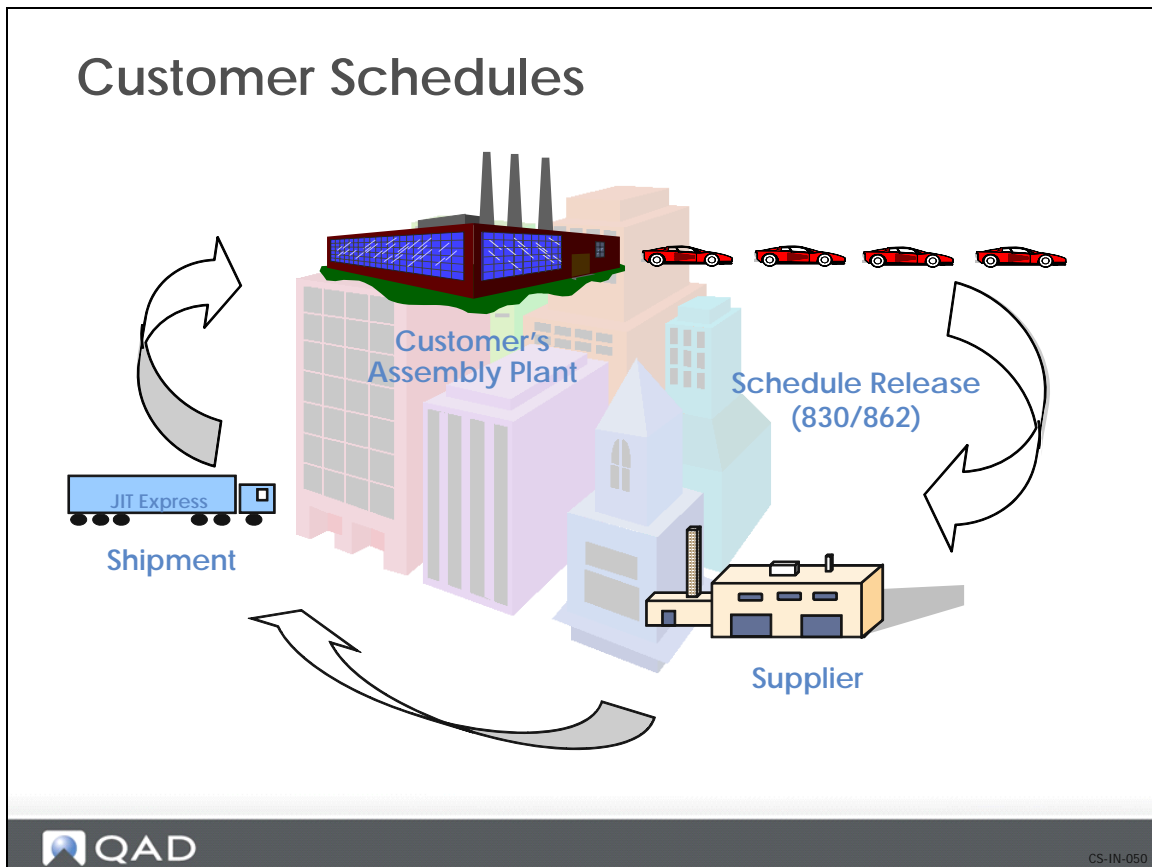 Customer Schedules
Customer's
Assembly Plant
Schedule Release
(830/862)
JIT Express
Shipment
Supplier
QAD
CS-IN-050